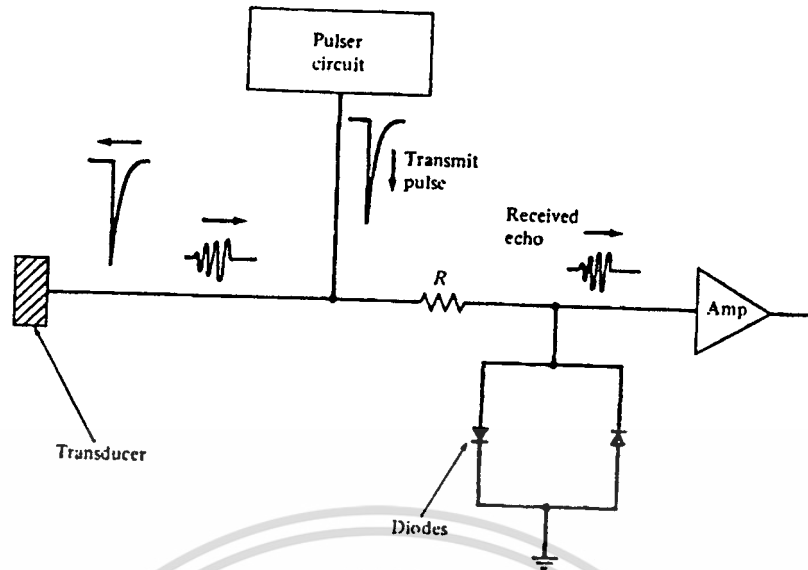 Pulser
circuit
Transmit
pulse
Received
echo
R
Amp
Transducer
Diodes